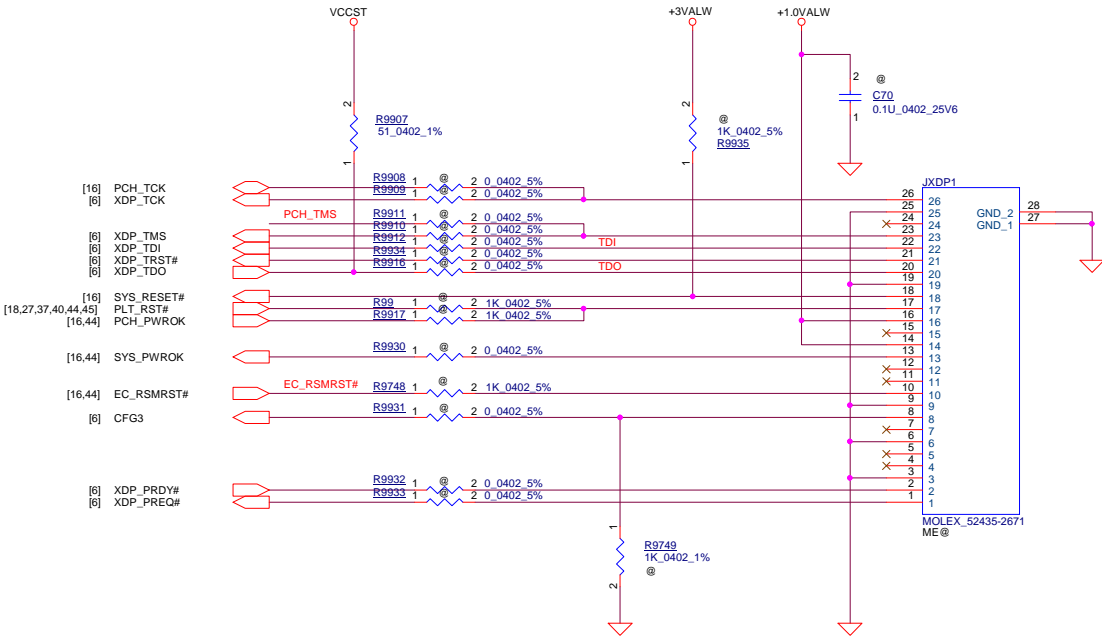 VCCST
+3VALW
+1.0VALW
2
@
C70
0.1U_0402_25V6
1
2
R9907
51_0402_1%
1
2
@
1K_0402_5%
R9935
1
[16] PCH_TCK R9908 1 @ 2 0_0402_5%
[6] XDP_TCK R9909 1 @ 2 0_0402_5%
PCH_TMS R9911 1 @ 2 0_0402_5%
[6] XDP_TMS R9910 1 @ 2 0_0402_5%
[6] XDP_TDI R9912 1 @ 2 0_0402_5% TDI
[6] XDP_TRST# R9934 1 @ 2 0_0402_5%
[6] XDP_TDO R9916 1 @ 2 0_0402_5% TDO
[16] SYS_RESET#
[18,27,37,40,44,45] PLT_RST# R99 1 @ 2 1K_0402_5%
[16,44] PCH_PWROK R9917 1 @ 2 1K_0402_5%
[16,44] SYS_PWROK R9930 1 @ 2 0_0402_5%
[16,44] EC_RSMRST# EC_RSMRST# R9748 1 @ 2 1K_0402_5%
[6] CFG3 R9931 1 @ 2 0_0402_5%
[6] XDP_PRDY# R9932 1 @ 2 0_0402_5%
[6] XDP_PREQ# R9933 1 @ 2 0_0402_5%
1
R9749
1K_0402_1%
@
2
JXDP1
26 26
25 25
24 24
23 23
22 22
21 21
20 20
19 19
18 18
17 17
16 16
15 15
14 14
13 13
12 12
11 11
10 10
9 9
8 8
7 7
6 6
5 5
4 4
3 3
2 2
1 1
GND_2 28
GND_1 27
MOLEX_52435-2671
ME@